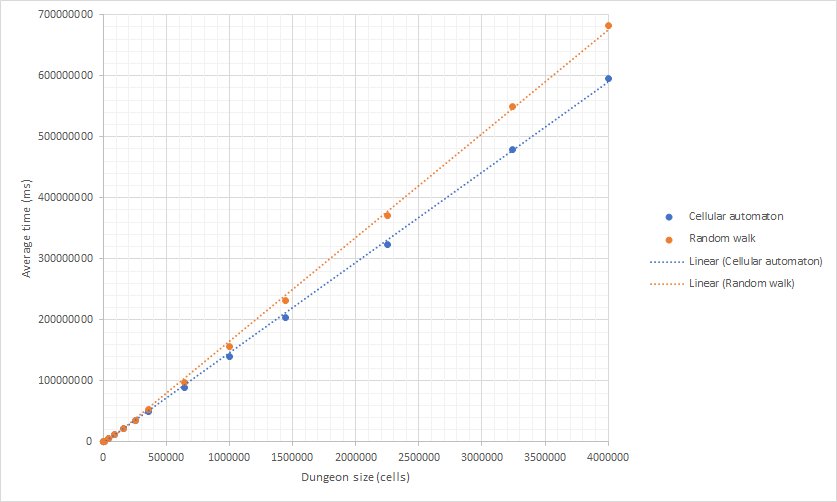 700000000
600000000
500000000
400000000
300000000
200000000
100000000
0
Average time (ms)
0 500000 1000000 1500000 2000000 2500000 3000000 3500000 4000000
Dungeon size (cells)
Cellular automaton
Random walk
Linear (Cellular automaton)
Linear (Random walk)